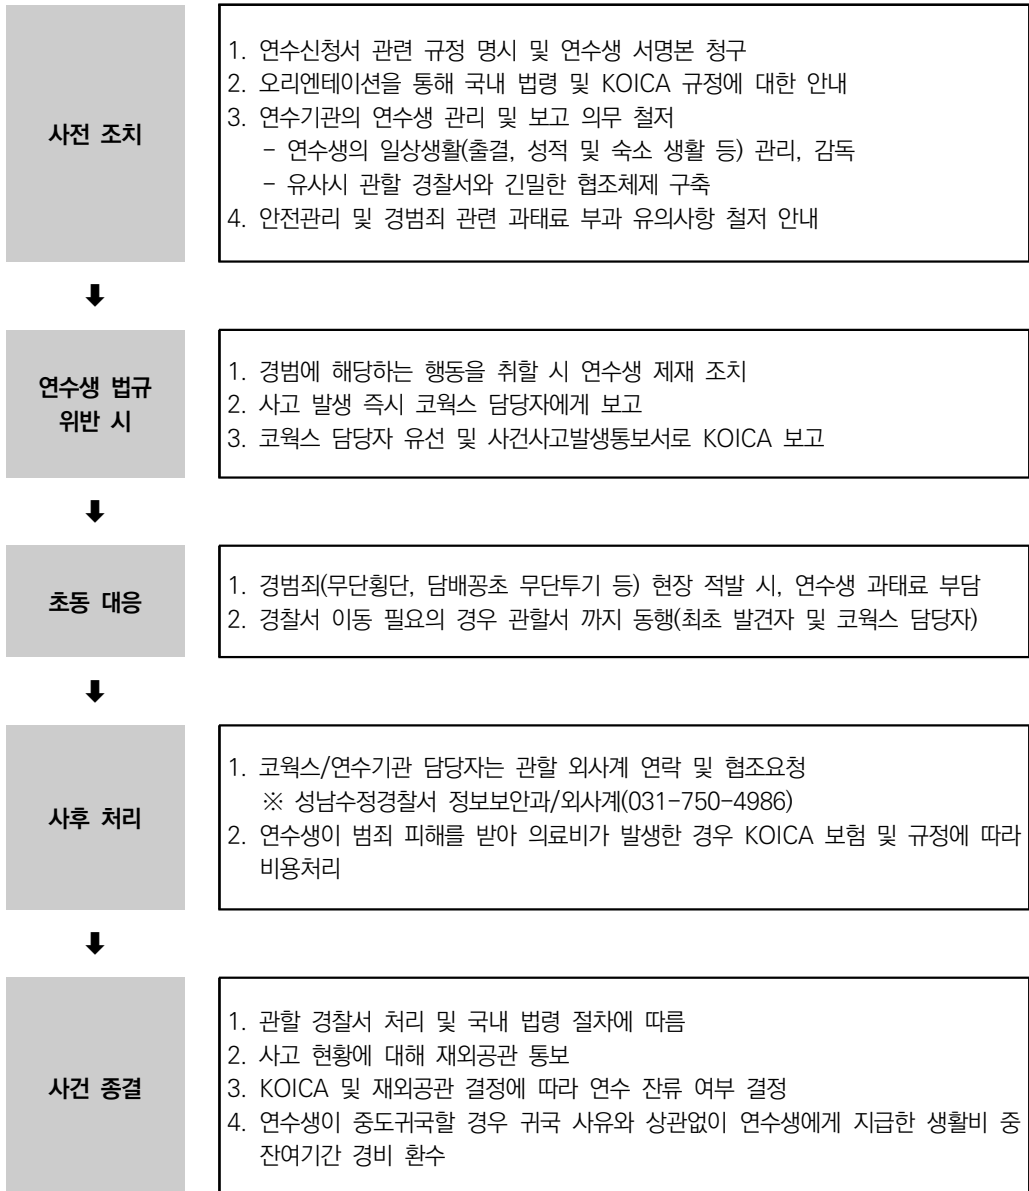 사전 조치
1. 연수신청서 관련 규정 명시 및 연수생 서명본 청구
2. 오리엔테이션을 통해 국내 법령 및 KOICA 규정에 대한 안내
3. 연수기관의 연수생 관리 및 보고 의무 철저
- 연수생의 일상생활(출결, 성적 및 숙소 생활 등) 관리, 감독
- 유사시 관할 경찰서와 긴밀한 협조체제 구축
4. 안전관리 및 경범죄 관련 과태료 부과 유의사항 철저 안내
⬇
연수생 법규
위반 시
1. 경범에 해당하는 행동을 취할 시 연수생 제재 조치
2. 사고 발생 즉시 코웍스 담당자에게 보고
3. 코웍스 담당자 유선 및 사건사고발생통보서로 KOICA 보고
⬇
초동 대응
1. 경범죄(무단횡단, 담배꽁초 무단투기 등) 현장 적발 시, 연수생 과태료 부담
2. 경찰서 이동 필요의 경우 관할서 까지 동행(최초 발견자 및 코웍스 담당자)
⬇
사후 처리
1. 코웍스/연수기관 담당자는 관할 외사계 연락 및 협조요청
※ 성남수정경찰서 정보보안과/외사계(031-750-4986)
2. 연수생이 범죄 피해를 받아 의료비가 발생한 경우 KOICA 보험 및 규정에 따라
비용처리
⬇
사건 종결
1. 관할 경찰서 처리 및 국내 법령 절차에 따름
2. 사고 현황에 대해 재외공관 통보
3. KOICA 및 재외공관 결정에 따라 연수 잔류 여부 결정
4. 연수생이 중도귀국할 경우 귀국 사유와 상관없이 연수생에게 지급한 생활비 중
잔여기간 경비 환수